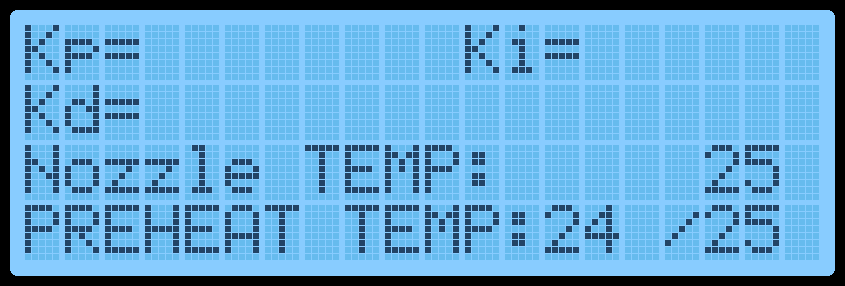 Kp=        Ki=
Kd=
Nozzle TEMP:     25
PREHEAT TEMP:24 /25